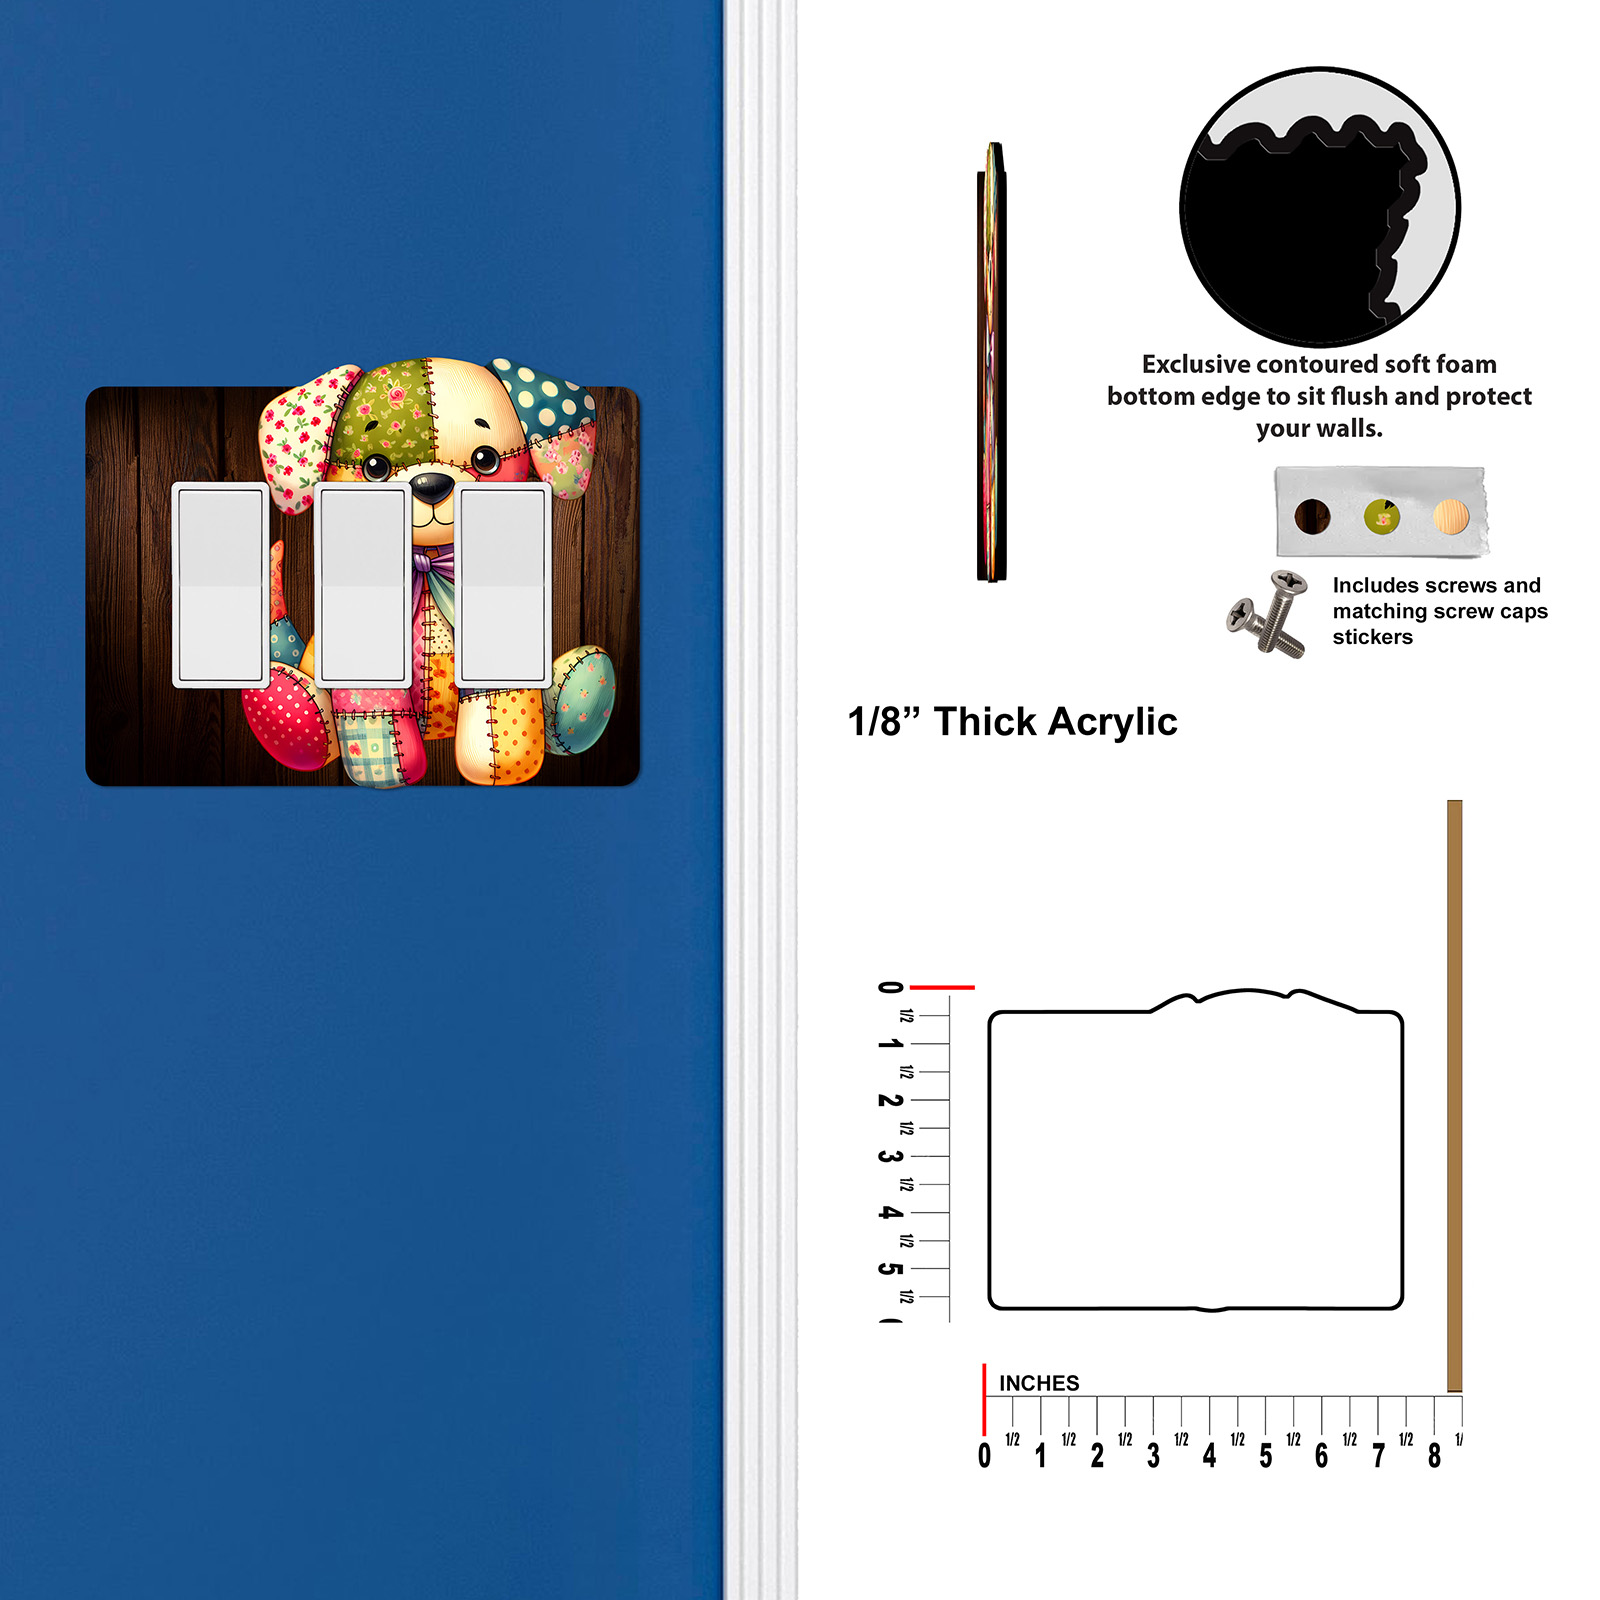 Exclusive contoured soft foam
bottom edge to sit flush and protect
your walls.
Includes screws and
matching screw caps
stickers
1/8” Thick Acrylic
0
1/2
1
1/2
2
1/2
3
1/2
4
1/2
5
1/2
INCHES
1/2 1/2 1/2 1/2 1/2 1/2 1/2 1/2 1/
0 1 2 3 4 5 6 7 8